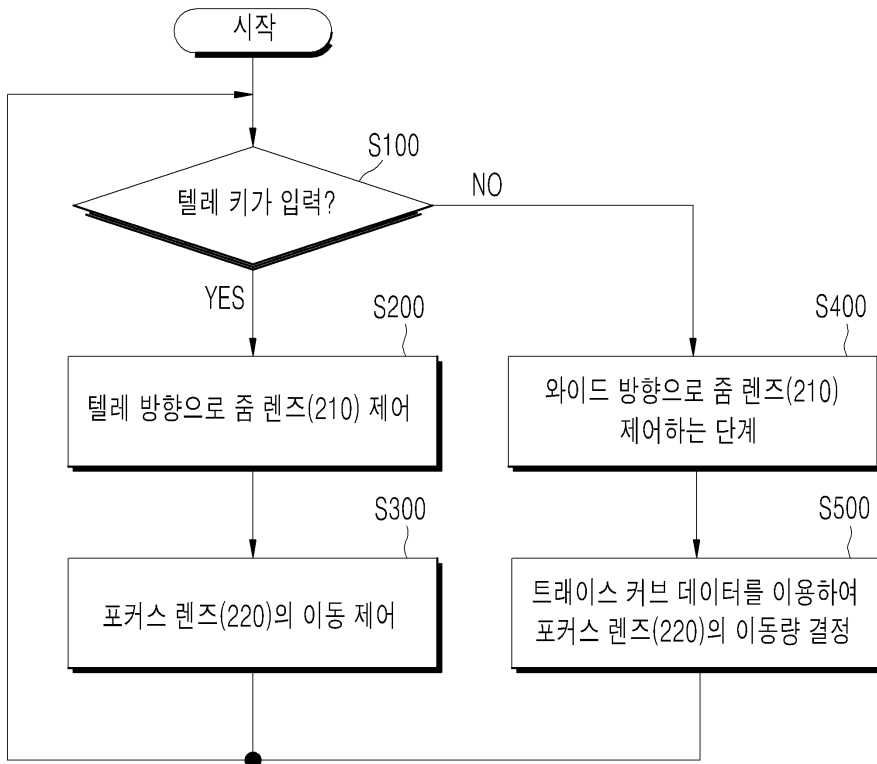 시작
S100
텔레 키가 입력?
NO
YES
S200
텔레 방향으로 줌 렌즈(210) 제어
S400
와이드 방향으로 줌 렌즈(210)
제어하는 단계
S300
포커스 렌즈(220)의 이동 제어
S500
트래이스 커브 데이터를 이용하여
포커스 렌즈(220)의 이동량 결정